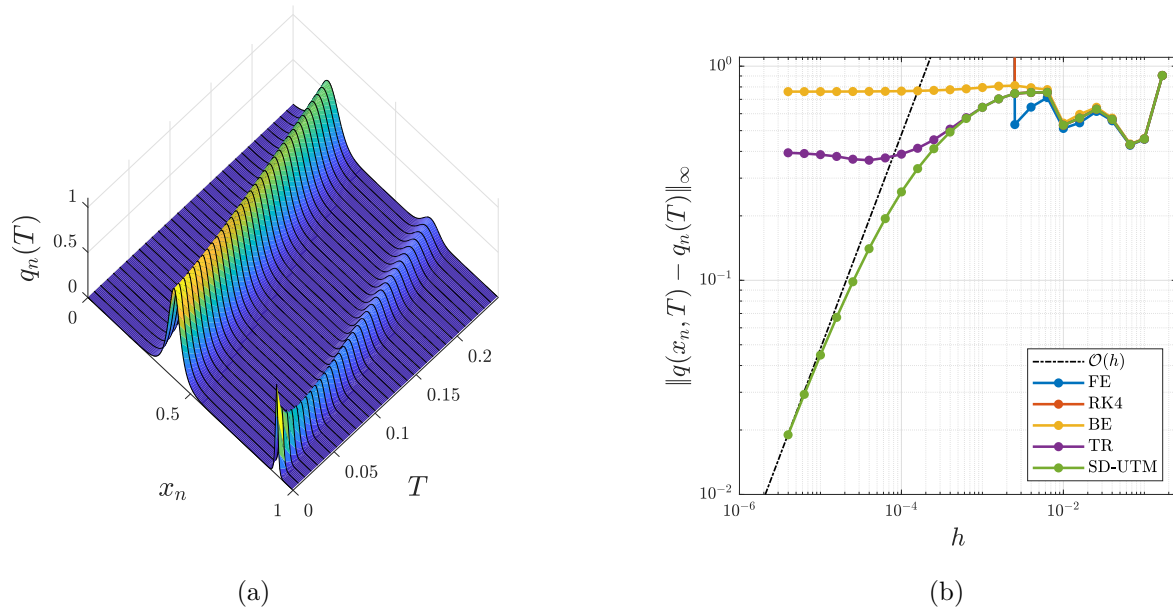 1
0.5
0
q_n(T)
0
0.5
1
x_n
0
0.05
0.1
0.15
0.2
T
(a)
10^0
10^{-1}
10^{-2}
‖q(x_n, T) − q_n(T)‖_∞
10^{-6}
10^{-4}
10^{-2}
h
O(h)
FE
RK4
BE
TR
SD-UTM
(b)